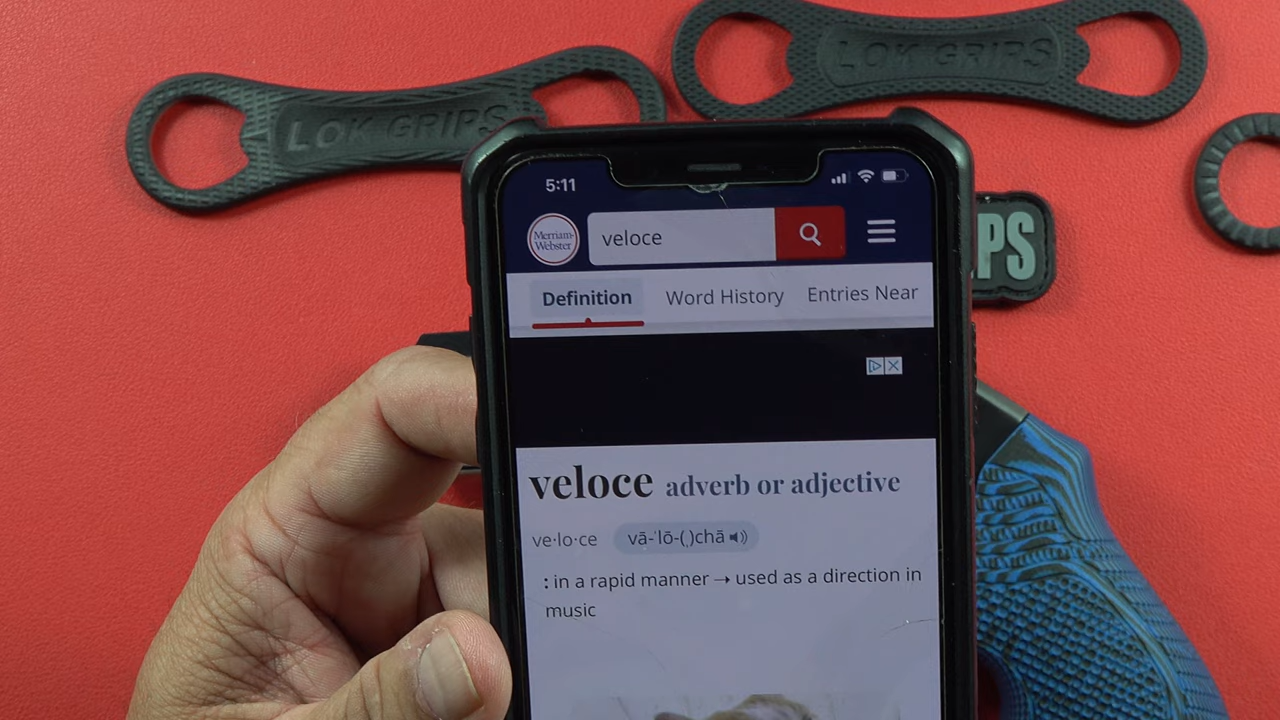 LOK GRIPS
LOK GRIPS
PS
5:11
Merriam-
Webster
veloce
Definition Word History Entries Near
veloce adverb or adjective
ve·lo·ce vā-ˈlō-(ˌ)chā
: in a rapid manner → used as a direction in
music